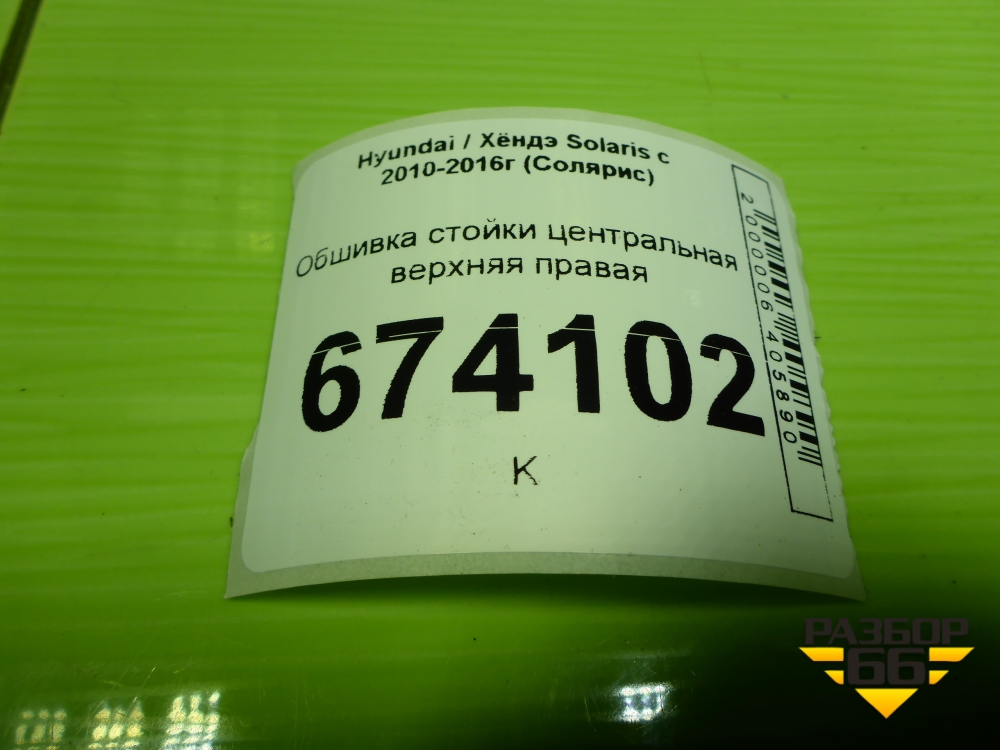 Hyundai / Хёндэ Solaris с
2010-2016г (Солярис)
Обшивка стойки центральная
верхняя правая
674102
К
2000006405890
РАЗБОР
66